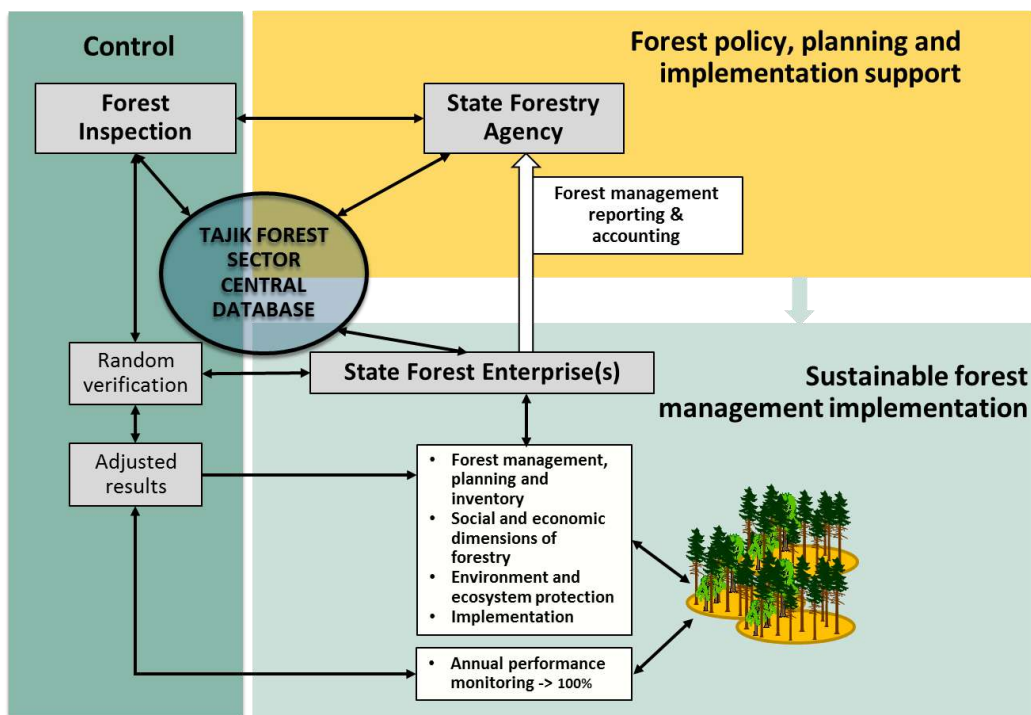 Control
Forest policy, planning and
implementation support
Forest
Inspection
State Forestry
Agency
Forest management
reporting &
accounting
TAJIK FOREST
SECTOR
CENTRAL
DATABASE
Random
verification
State Forest Enterprise(s)
Sustainable forest
management implementation
Adjusted
results
• Forest management,
planning and
inventory
• Social and economic
dimensions of
forestry
• Environment and
ecosystem protection
• Implementation
• Annual performance
monitoring -> 100%